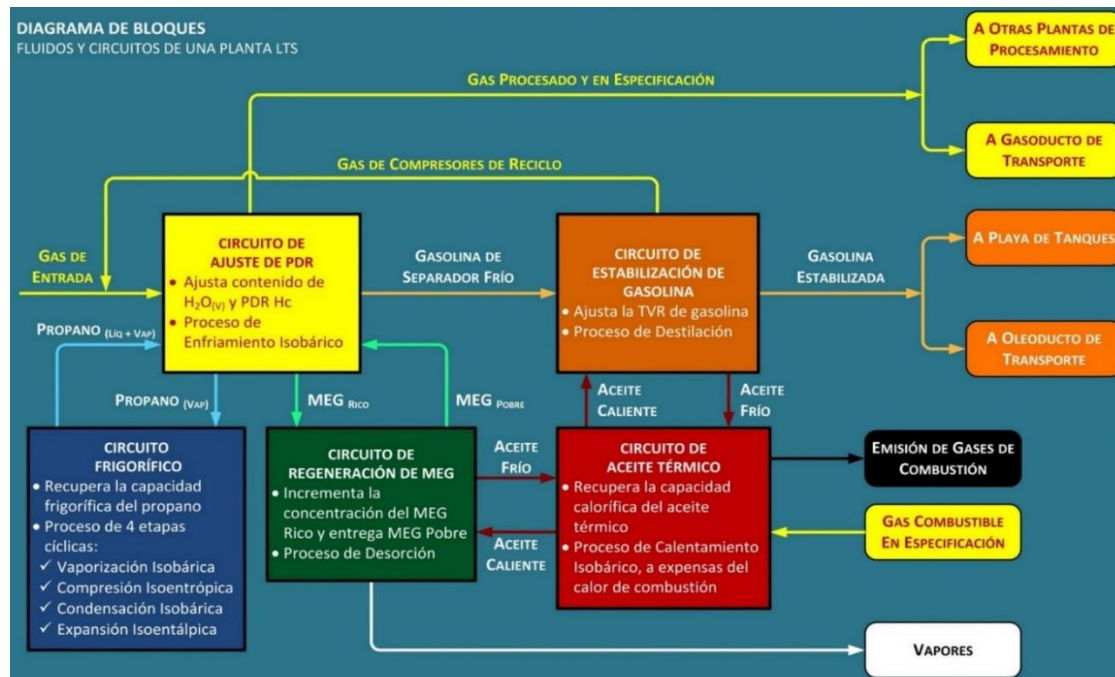 DIAGRAMA DE BLOQUES
FLUIDOS Y CIRCUITOS DE UNA PLANTA LTS
A OTRAS PLANTAS DE
PROCESAMIENTO
GAS PROCESADO Y EN ESPECIFICACIÓN
A GASODUCTO DE
TRANSPORTE
GAS DE COMPRESORES DE RECICLO
GAS DE
ENTRADA
CIRCUITO DE
AJUSTE DE PDR
• Ajusta contenido de
H₂O(V) y PDR Hc
• Proceso de
Enfriamiento Isobárico
GASOLINA DE
SEPARADOR FRÍO
CIRCUITO DE
ESTABILIZACIÓN DE
GASOLINA
• Ajusta la TVR de gasolina
• Proceso de Destilación
GASOLINA
ESTABILIZADA
A PLAYA DE TANQUES
A OLEODUCTO DE
TRANSPORTE
PROPANO (LÍQ + VAP)
PROPANO (VAP)
MEG RICO
MEG POBRE
ACEITE
CALIENTE
ACEITE
FRÍO
CIRCUITO
FRIGORÍFICO
• Recupera la capacidad
frigorífica del propano
• Proceso de 4 etapas
cíclicas:
✓ Vaporización Isobárica
✓ Compresión Isoentrópica
✓ Condensación Isobárica
✓ Expansión Isoentálpica
CIRCUITO DE
REGENERACIÓN DE MEG
• Incrementa la
concentración del MEG
Rico y entrega MEG Pobre
• Proceso de Desorción
ACEITE
FRÍO
ACEITE
CALIENTE
CIRCUITO DE
ACEITE TÉRMICO
• Recupera la capacidad
calorífica del aceite
térmico
• Proceso de Calentamiento
Isobárico, a expensas del
calor de combustión
EMISIÓN DE GASES DE
COMBUSTIÓN
GAS COMBUSTIBLE
EN ESPECIFICACIÓN
VAPORES